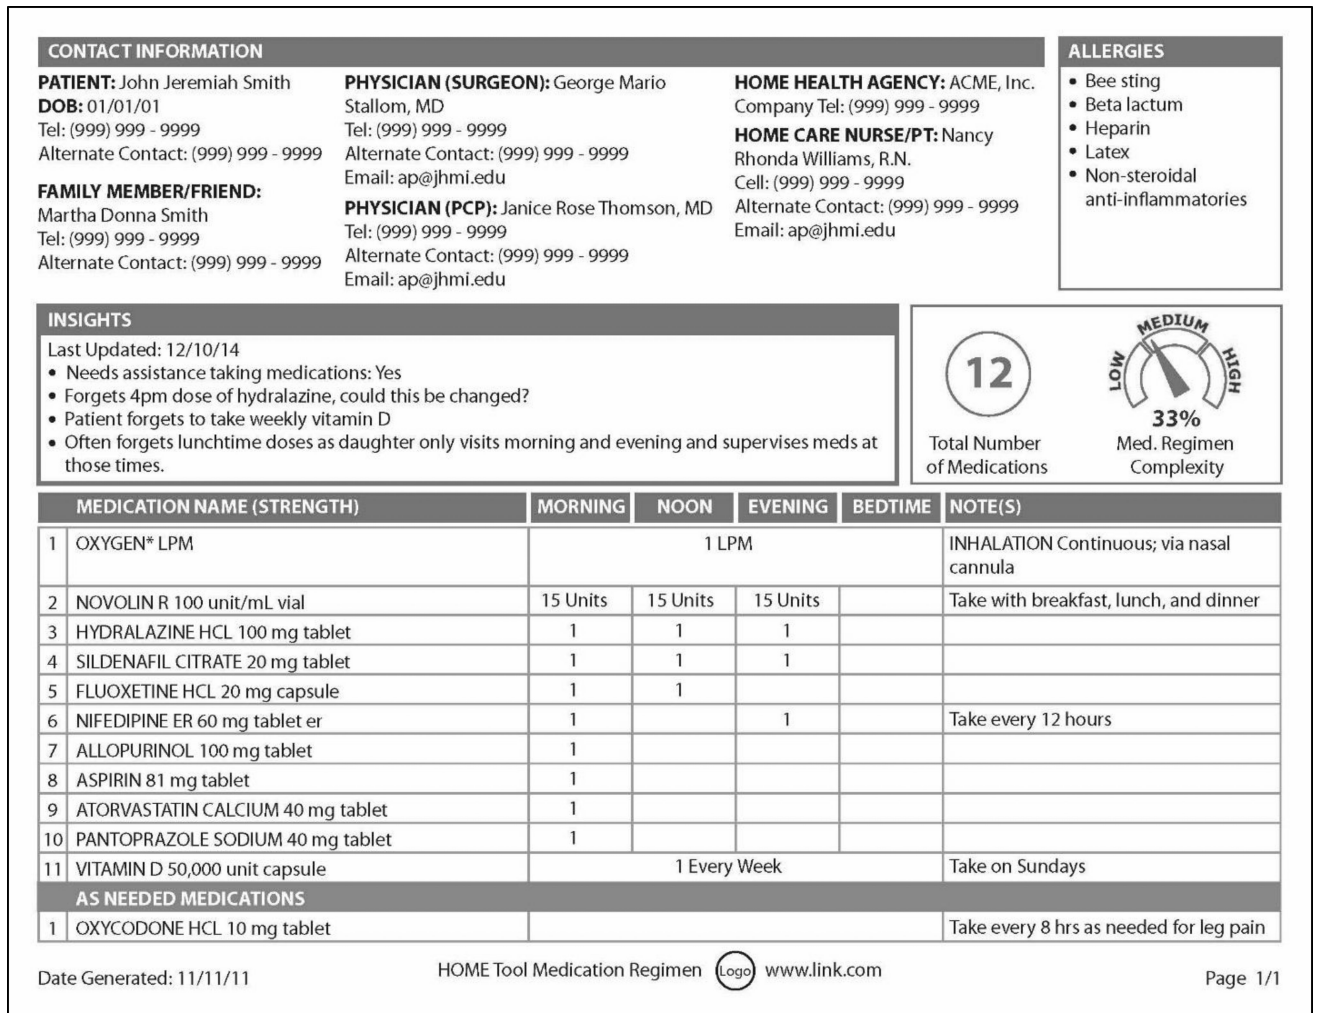 CONTACT INFORMATION
PATIENT: John Jeremiah Smith
DOB: 01/01/01
Tel: (999) 999 - 9999
Alternate Contact: (999) 999 - 9999
FAMILY MEMBER/FRIEND:
Martha Donna Smith
Tel: (999) 999 - 9999
Alternate Contact: (999) 999 - 9999
PHYSICIAN (SURGEON): George Mario
Stallom, MD
Tel: (999) 999 - 9999
Alternate Contact: (999) 999 - 9999
Email: ap@jhmi.edu
PHYSICIAN (PCP): Janice Rose Thomson, MD
Tel: (999) 999 - 9999
Alternate Contact: (999) 999 - 9999
Email: ap@jhmi.edu
HOME HEALTH AGENCY: ACME, Inc.
Company Tel: (999) 999 - 9999
HOME CARE NURSE/PT: Nancy
Rhonda Williams, R.N.
Cell: (999) 999 - 9999
Alternate Contact: (999) 999 - 9999
Email: ap@jhmi.edu
ALLERGIES
• Bee sting
• Beta lactum
• Heparin
• Latex
• Non-steroidal
anti-inflammatories
INSIGHTS
Last Updated: 12/10/14
• Needs assistance taking medications: Yes
• Forgets 4pm dose of hydralazine, could this be changed?
• Patient forgets to take weekly vitamin D
• Often forgets lunchtime doses as daughter only visits morning and evening and supervises meds at
those times.
12
Total Number
of Medications
LOW MEDIUM HIGH
33%
Med. Regimen
Complexity
MEDICATION NAME (STRENGTH) MORNING NOON EVENING BEDTIME NOTE(S)
1 OXYGEN* LPM 1 LPM INHALATION Continuous; via nasal
cannula
2 NOVOLIN R 100 unit/mL vial 15 Units 15 Units 15 Units Take with breakfast, lunch, and dinner
3 HYDRALAZINE HCL 100 mg tablet 1 1 1
4 SILDENAFIL CITRATE 20 mg tablet 1 1 1
5 FLUOXETINE HCL 20 mg capsule 1 1
6 NIFEDIPINE ER 60 mg tablet er 1 1 Take every 12 hours
7 ALLOPURINOL 100 mg tablet 1
8 ASPIRIN 81 mg tablet 1
9 ATORVASTATIN CALCIUM 40 mg tablet 1
10 PANTOPRAZOLE SODIUM 40 mg tablet 1
11 VITAMIN D 50,000 unit capsule 1 Every Week Take on Sundays
AS NEEDED MEDICATIONS
1 OXYCODONE HCL 10 mg tablet Take every 8 hrs as needed for leg pain
Date Generated: 11/11/11 HOME Tool Medication Regimen Logo www.link.com Page 1/1